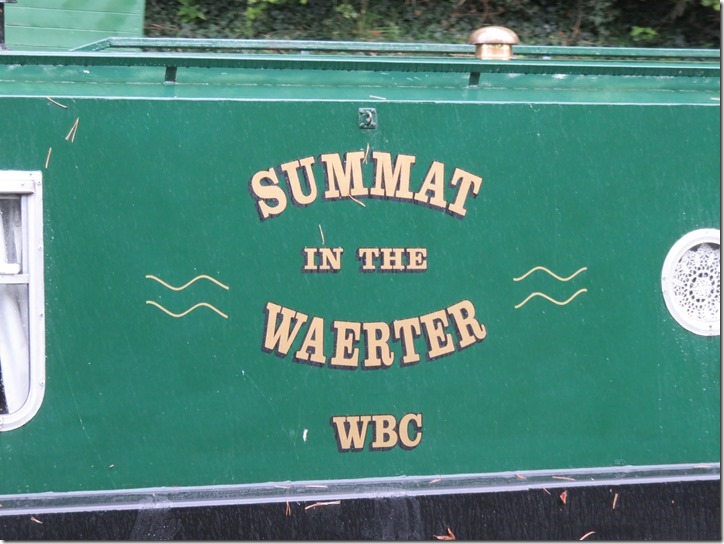 SUMMAT
IN THE
WAERTER
WBC